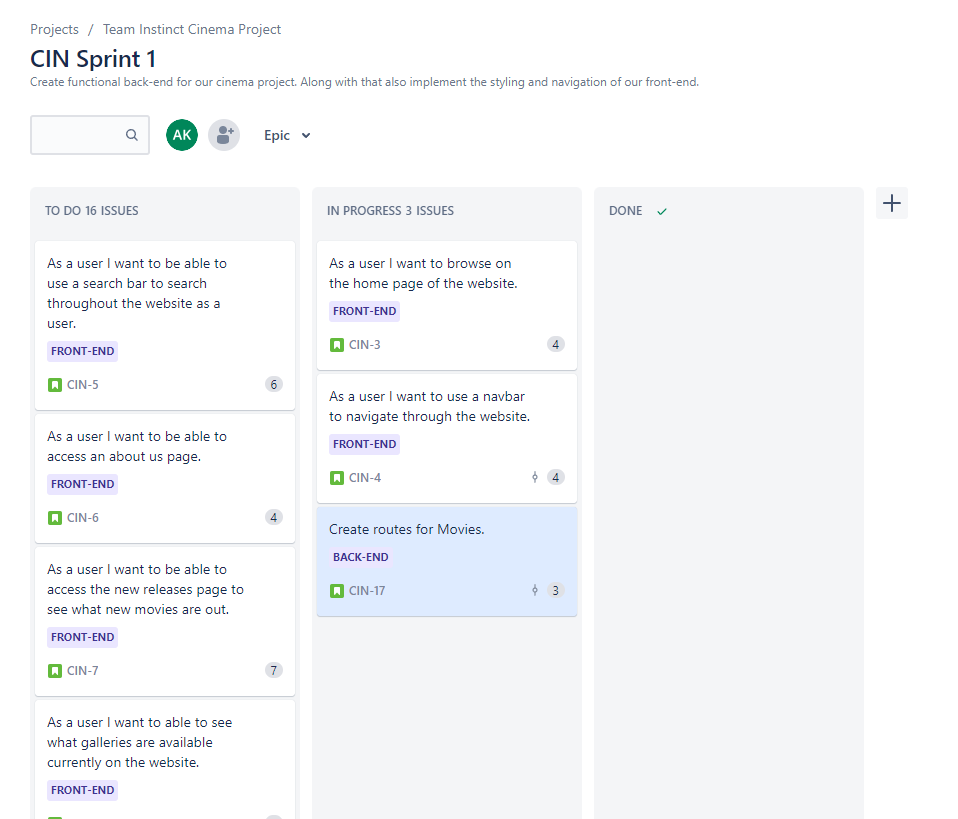 Projects / Team Instinct Cinema Project
CIN Sprint 1
Create functional back-end for our cinema project. Along with that also implement the styling and navigation of our front-end.
AK
Epic
TO DO 16 ISSUES
As a user I want to be able to
use a search bar to search
throughout the website as a
user.
FRONT-END
CIN-5
6
As a user I want to be able to
access an about us page.
FRONT-END
CIN-6
4
As a user I want to be able to
access the new releases page to
see what new movies are out.
FRONT-END
CIN-7
7
As a user I want to able to see
what galleries are available
currently on the website.
FRONT-END
IN PROGRESS 3 ISSUES
As a user I want to browse on
the home page of the website.
FRONT-END
CIN-3
4
As a user I want to use a navbar
to navigate through the website.
FRONT-END
CIN-4
4
Create routes for Movies.
BACK-END
CIN-17
3
DONE